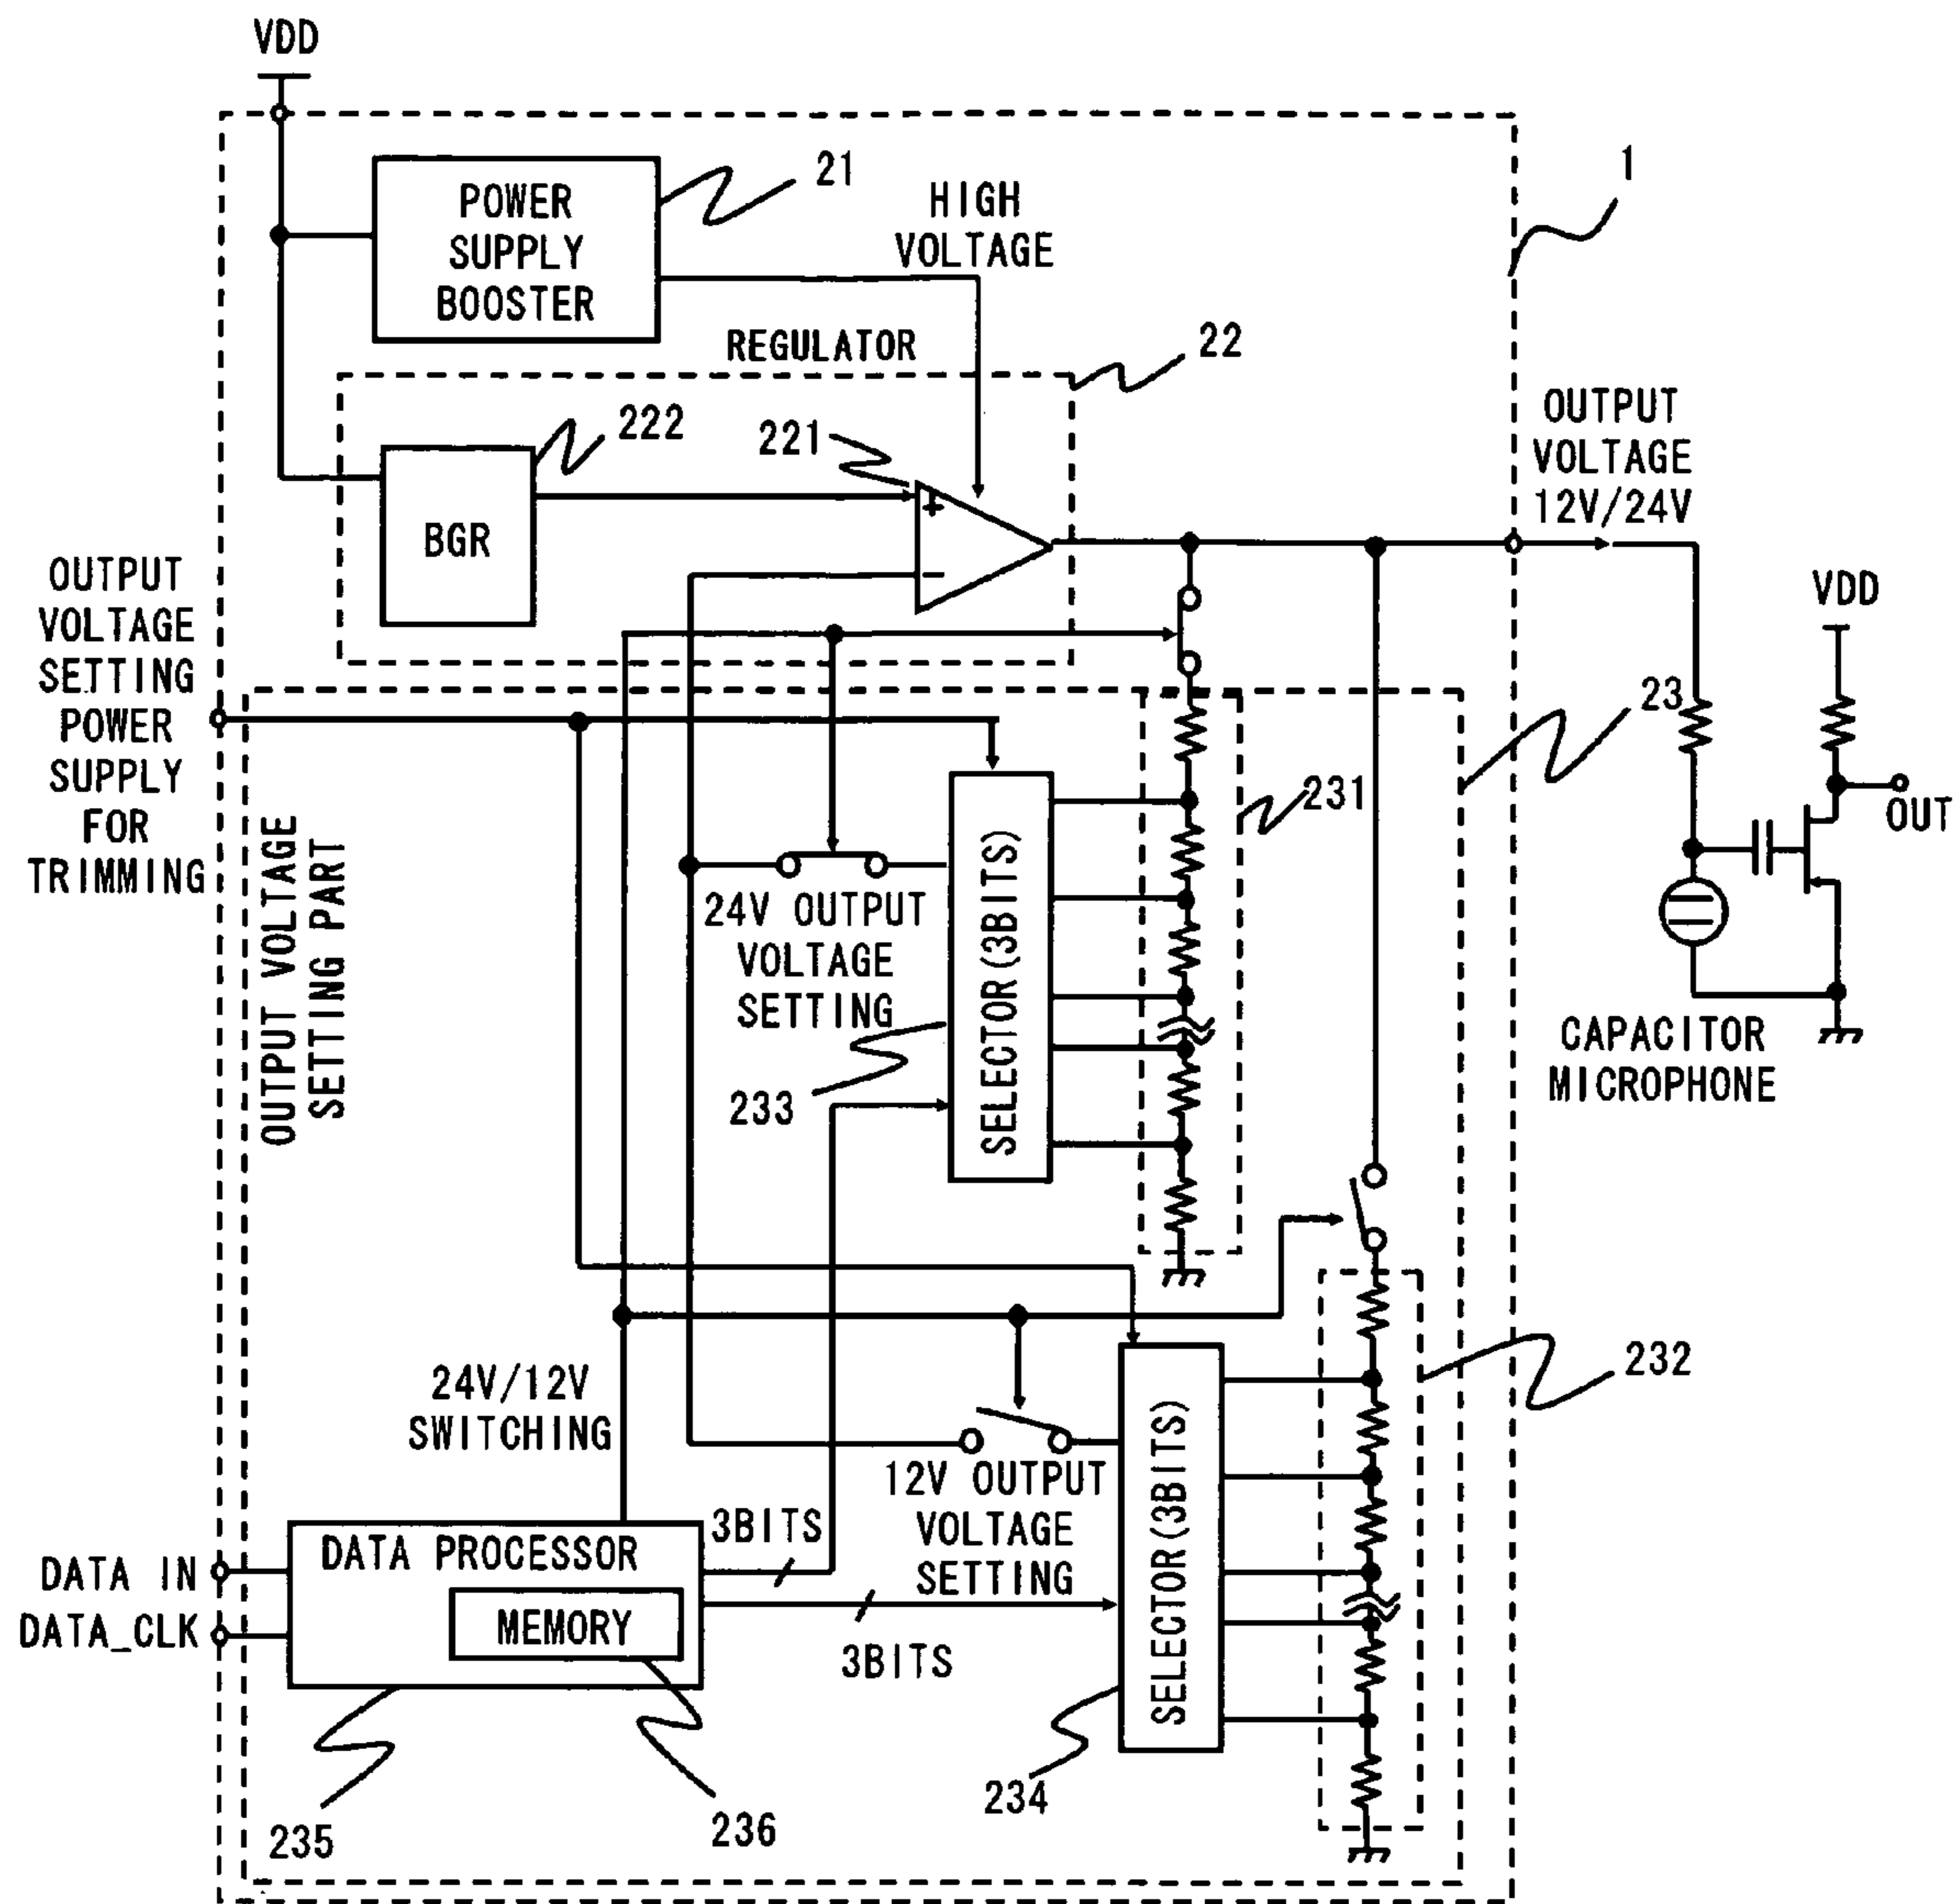 VDD
21
POWER
SUPPLY
BOOSTER
HIGH
VOLTAGE
1
REGULATOR
22
222
221
BGR
+
−
OUTPUT
VOLTAGE
12V/24V
VDD
OUTPUT
VOLTAGE
SETTING
POWER
SUPPLY
FOR
TRIMMING
23
231
OUT
OUTPUT VOLTAGE
SETTING PART
24V OUTPUT
VOLTAGE
SETTING
SELECTOR(3BITS)
233
CAPACITOR
MICROPHONE
24V/12V
SWITCHING
232
12V OUTPUT
VOLTAGE
SETTING
SELECTOR(3BITS)
3BITS
DATA PROCESSOR
MEMORY
DATA IN
DATA_CLK
3BITS
234
235
236